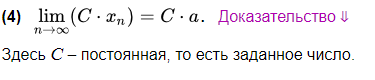 (4) lim n→∞ (C · xₙ) = C · a. Доказательство ⇓
Здесь C – постоянная, то есть заданное число.